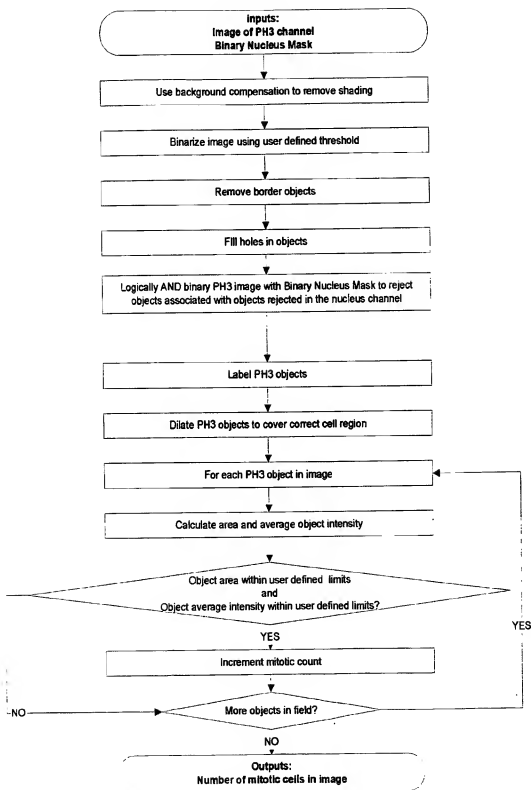 Inputs:
Image of PH3 channel
Binary Nucleus Mask
Use background compensation to remove shading
Binarize image using user defined threshold
Remove border objects
Fill holes in objects
Logically AND binary PH3 image with Binary Nucleus Mask to reject
objects associated with objects rejected in the nucleus channel
Label PH3 objects
Dilate PH3 objects to cover correct cell region
For each PH3 object in image
Calculate area and average object intensity
Object area within user defined limits
and
Object average intensity within user defined limits?
YES
YES
Increment mitotic count
NO
More objects in field?
NO
Outputs:
Number of mitotic cells in image